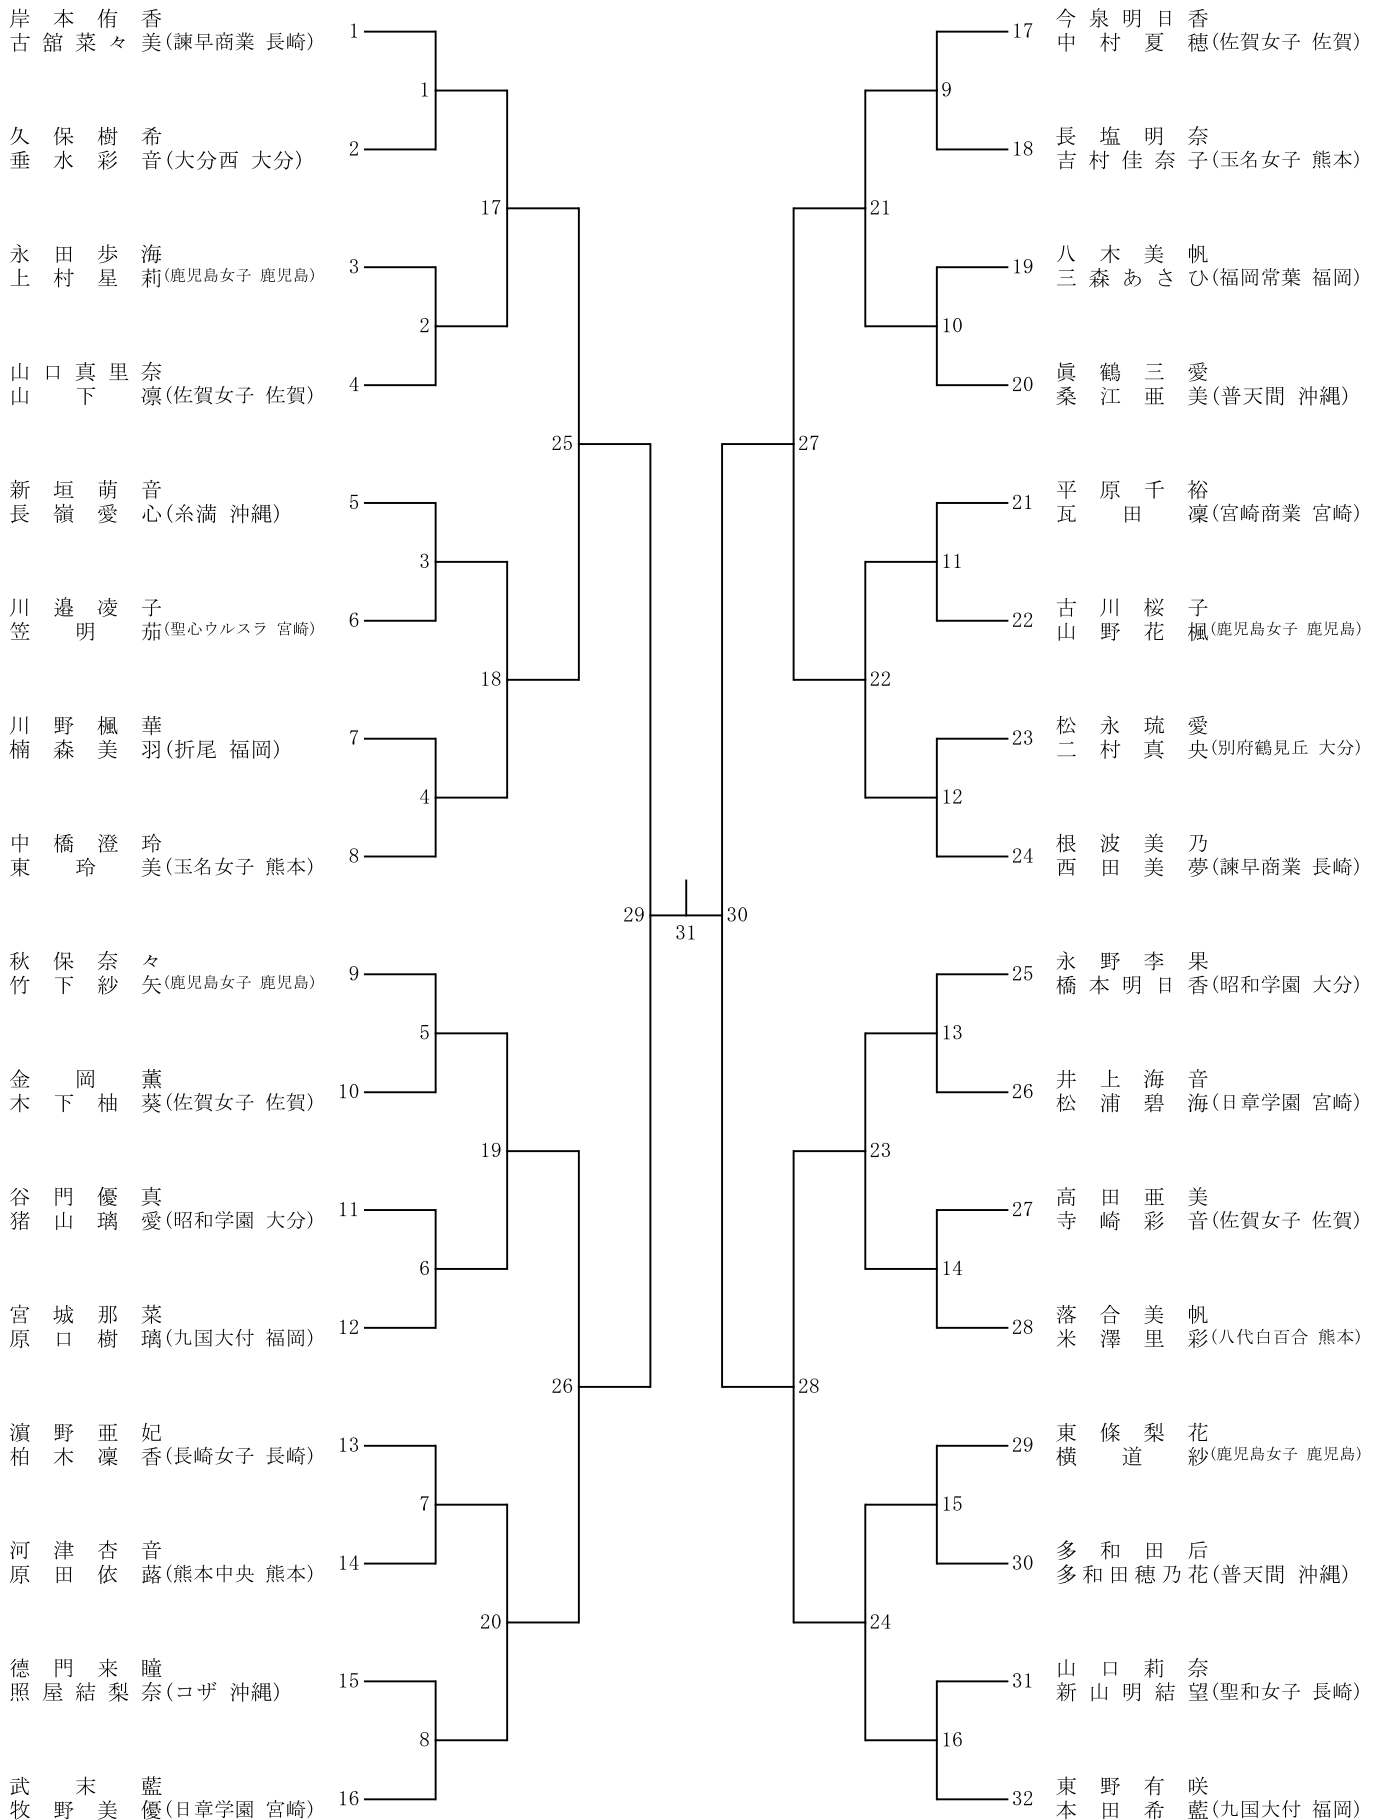 岸本侑香
古舘菜々美(諫早商業 長崎)
1
久保樹希
垂水彩音(大分西 大分)
2
永田歩海
上村星莉(鹿児島女子 鹿児島)
3
山口真里奈
山下凛(佐賀女子 佐賀)
4
新垣萌音
長嶺愛心(糸満 沖縄)
5
川邉凌子
笠明茄(聖心ウルスラ 宮崎)
6
川野楓華
楠森美羽(折尾 福岡)
7
中橋澄玲
東玲美(玉名女子 熊本)
8
秋保奈々
竹下紗矢(鹿児島女子 鹿児島)
9
金岡薫
木下柚葵(佐賀女子 佐賀)
10
谷門優真
猪山璃愛(昭和学園 大分)
11
宮城那菜
原口樹璃(九国大付 福岡)
12
濵野亜妃
柏木凜香(長崎女子 長崎)
13
河津杏音
原田依蕗(熊本中央 熊本)
14
德門来瞳
照屋結梨奈(コザ 沖縄)
15
武末藍
牧野美優(日章学園 宮崎)
16
1
2
3
4
5
6
7
8
17
18
19
20
25
26
29
31
30
27
28
21
22
23
24
9
10
11
12
13
14
15
16
17
今泉明日香
中村夏穂(佐賀女子 佐賀)
18
長塩明奈
吉村佳奈子(玉名女子 熊本)
19
八木美帆
三森あさひ(福岡常葉 福岡)
20
眞鶴三愛
桑江亜美(普天間 沖縄)
21
平原千裕
瓦田凜(宮崎商業 宮崎)
22
古川桜子
山野花楓(鹿児島女子 鹿児島)
23
松永琉愛
二村真央(別府鶴見丘 大分)
24
根波美乃
西田美夢(諫早商業 長崎)
25
永野李果
橋本明日香(昭和学園 大分)
26
井上海音
松浦碧海(日章学園 宮崎)
27
高田亜美
寺崎彩音(佐賀女子 佐賀)
28
落合美帆
米澤里彩(八代白百合 熊本)
29
東條梨花
横道紗(鹿児島女子 鹿児島)
30
多和田后
多和田穂乃花(普天間 沖縄)
31
山口莉奈
新山明結望(聖和女子 長崎)
32
東野有咲
本田希藍(九国大付 福岡)